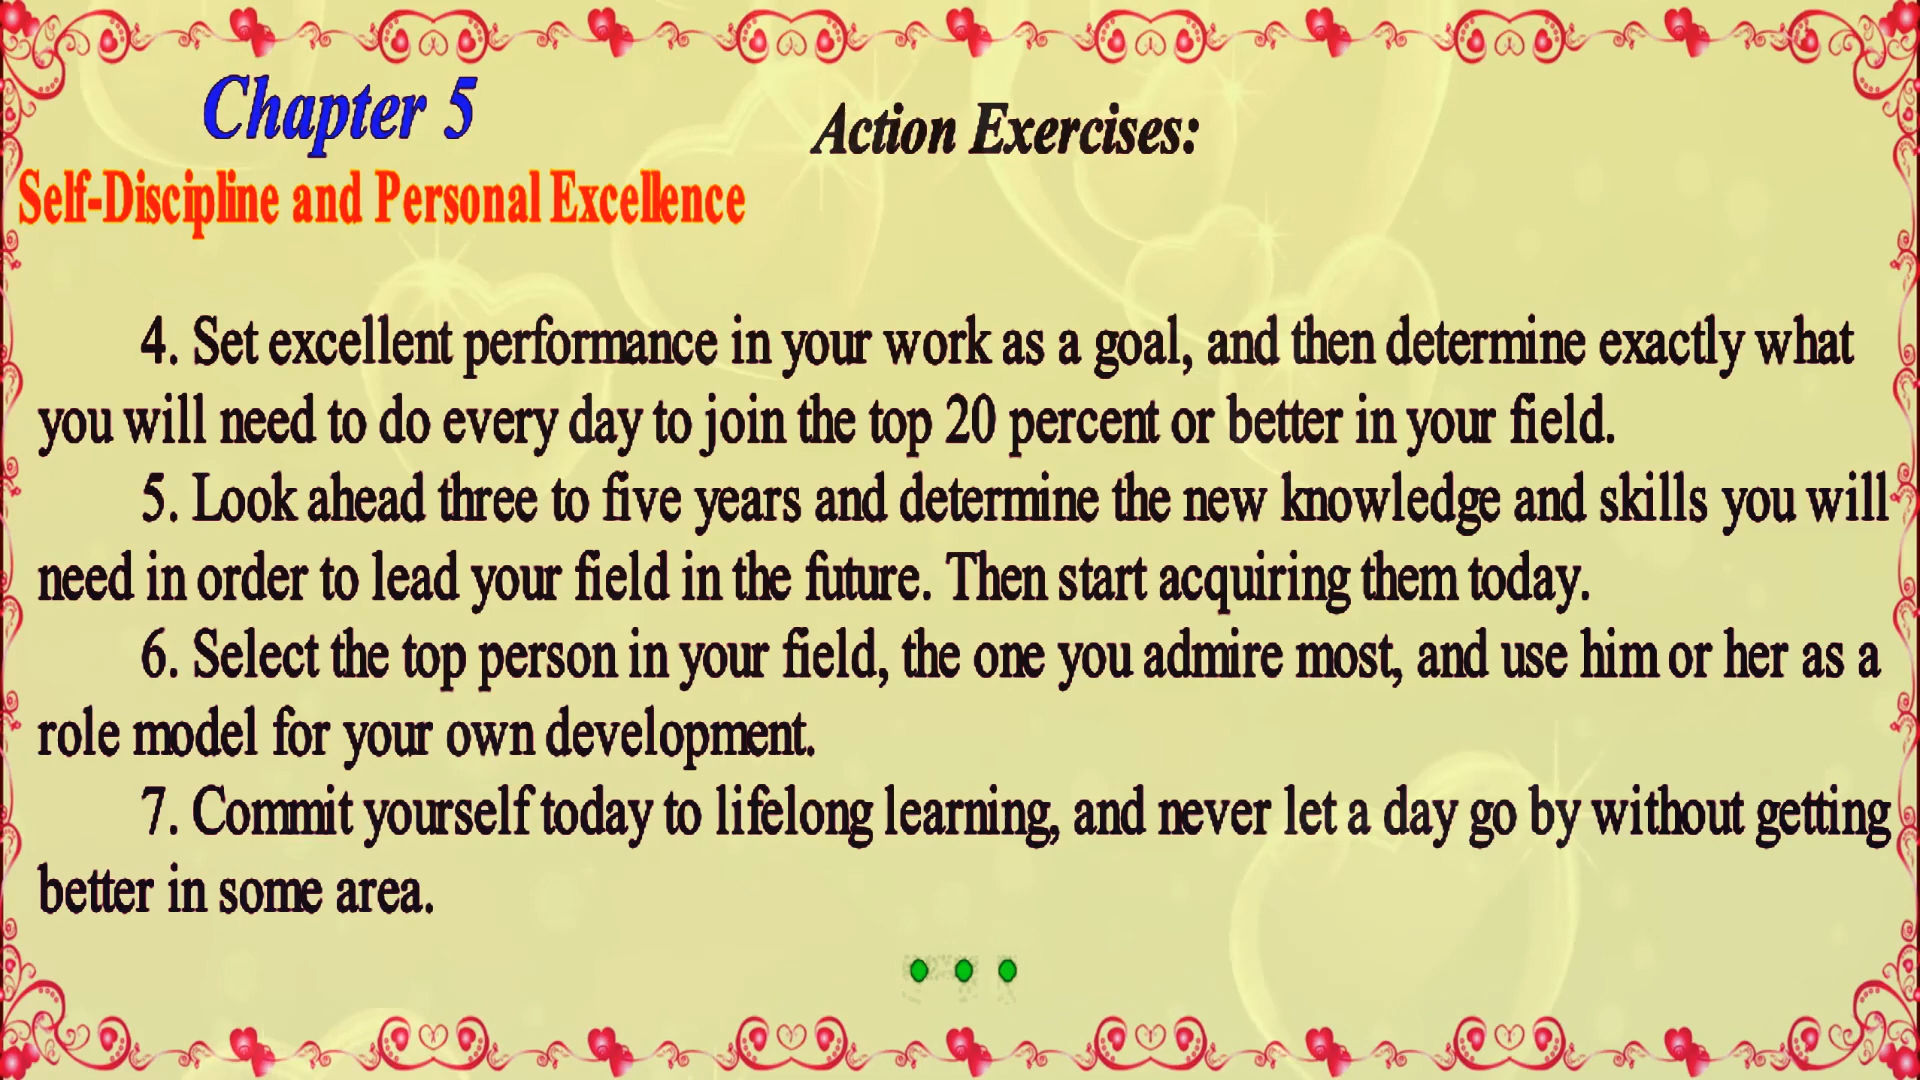 Chapter 5
Self-Discipline and Personal Excellence
Action Exercises:
4. Set excellent performance in your work as a goal, and then determine exactly what
you will need to do every day to join the top 20 percent or better in your field.
5. Look ahead three to five years and determine the new knowledge and skills you will
need in order to lead your field in the future. Then start acquiring them today.
6. Select the top person in your field, the one you admire most, and use him or her as a
role model for your own development.
7. Commit yourself today to lifelong learning, and never let a day go by without getting
better in some area.